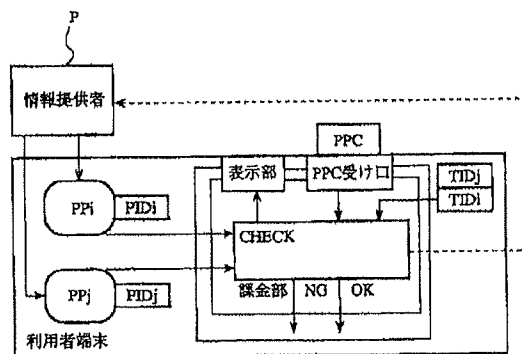 P
情報提供者
PPC
表示部
PPC受け口
TIDj
TIDi
PPi
PIDi
CHECK
PPj
PIDj
課金部 NG OK
利用者端末